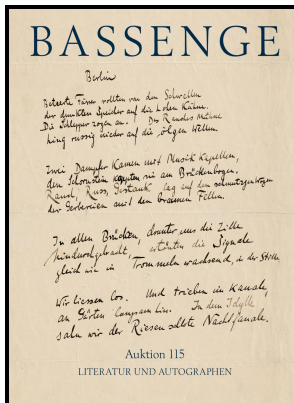 BASSENGE
Berlin
Beteerte Fässer rollten von den Schwellen
der dunklen Speicher auf die hohen Kähne.
Die Schlepper zogen an. Des Rauches Mähne
hing russig nieder auf die öligen Wellen.
Zwei Dampfer kamen mit Musikkapellen,
den Schornstein kappten sie am Brückenbogen.
Rauch, Russ, Gestank lag auf den schmutzigen Wogen
der Gerbereien mit den braunen Fellen.
In allen Brücken, drunter uns die Zille
hindurchgebracht, ertönten die Signale
gleich wie in Trommeln wachsend, in der Stille
Wir liessen los. Und trieben im Kanale,
an Gärten langsam hin. In dem Idylle
sahn wir der Riesenschlote Nachtfanale.
Auktion 115
LITERATUR UND AUTOGRAPHEN